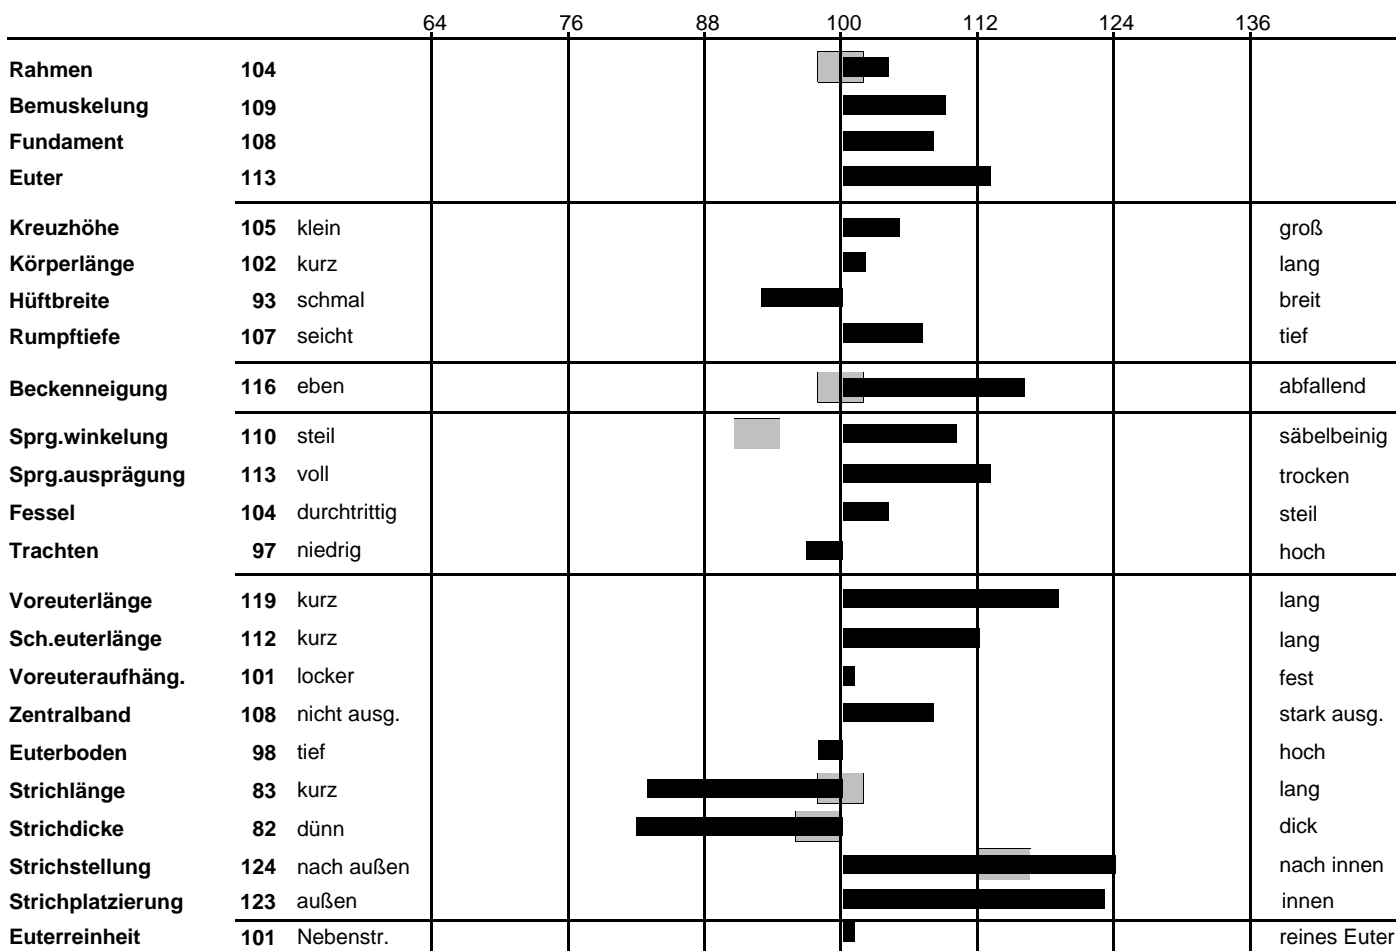 64 76 88 100 112 124 136
Rahmen 104
Bemuskelung 109
Fundament 108
Euter 113
Kreuzhöhe 105 klein groß
Körperlänge 102 kurz lang
Hüftbreite 93 schmal breit
Rumpftiefe 107 seicht tief
Beckenneigung 116 eben abfallend
Sprg.winkelung 110 steil säbelbeinig
Sprg.ausprägung 113 voll trocken
Fessel 104 durchtrittig steil
Trachten 97 niedrig hoch
Voreuterlänge 119 kurz lang
Sch.euterlänge 112 kurz lang
Voreuteraufhäng. 101 locker fest
Zentralband 108 nicht ausg. stark ausg.
Euterboden 98 tief hoch
Strichlänge 83 kurz lang
Strichdicke 82 dünn dick
Strichstellung 124 nach außen nach innen
Strichplatzierung 123 außen innen
Euterreinheit 101 Nebenstr. reines Euter